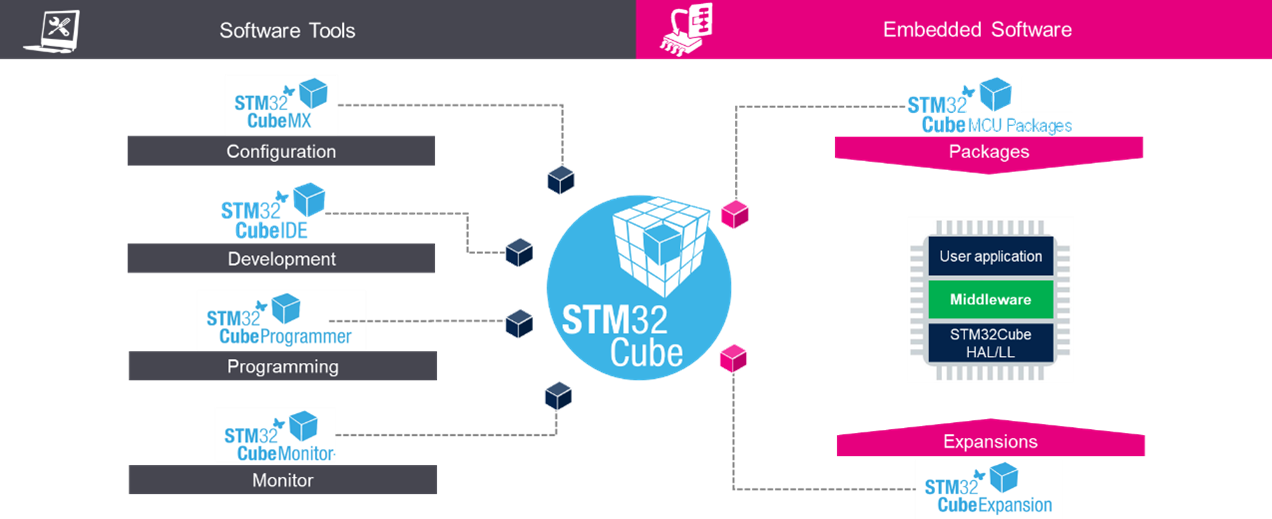 Software Tools
Embedded Software
STM32
CubeMX
Configuration
STM32
CubeIDE
Development
STM32
CubeProgrammer
Programming
STM32
CubeMonitor
Monitor
STM32
Cube
STM32
Cube MCU Packages
Packages
User application
Middleware
STM32Cube
HAL/LL
Expansions
STM32
CubeExpansion